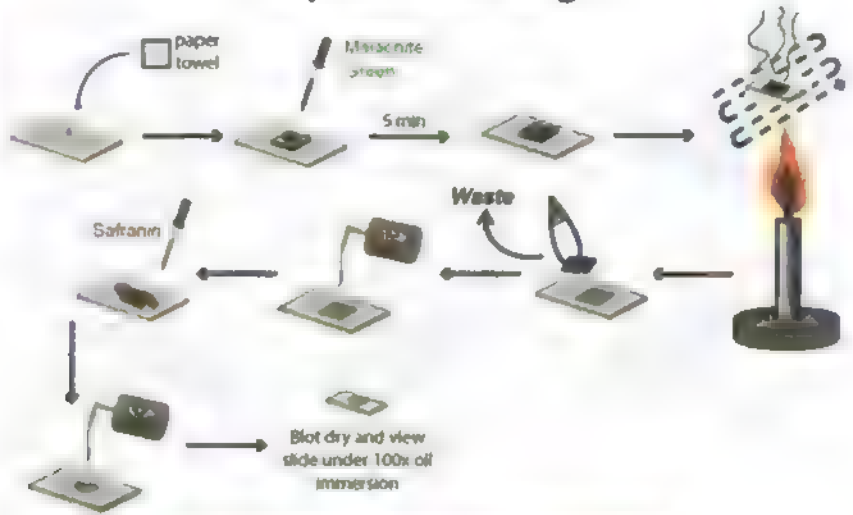 paper
towel
Malachite
Green
5 min
Waste
Safranin
Blot dry and view
slide under 100x oil
immersion